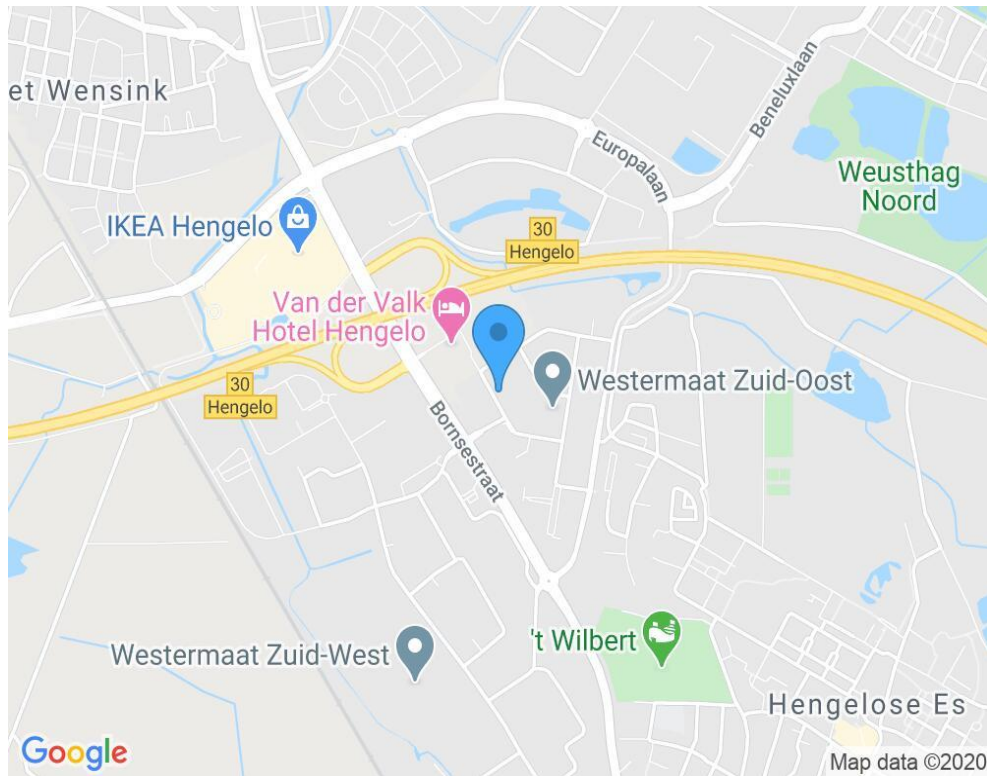 et Wensink
Beneluxlaan
Europalaan
Weusthag
Noord
IKEA Hengelo
30
Hengelo
Van der Valk
Hotel Hengelo
Westermaat Zuid-Oost
30
Hengelo
Bornsestraat
't Wilbert
Westermaat Zuid-West
Hengelose Es
Google
Map data ©2020